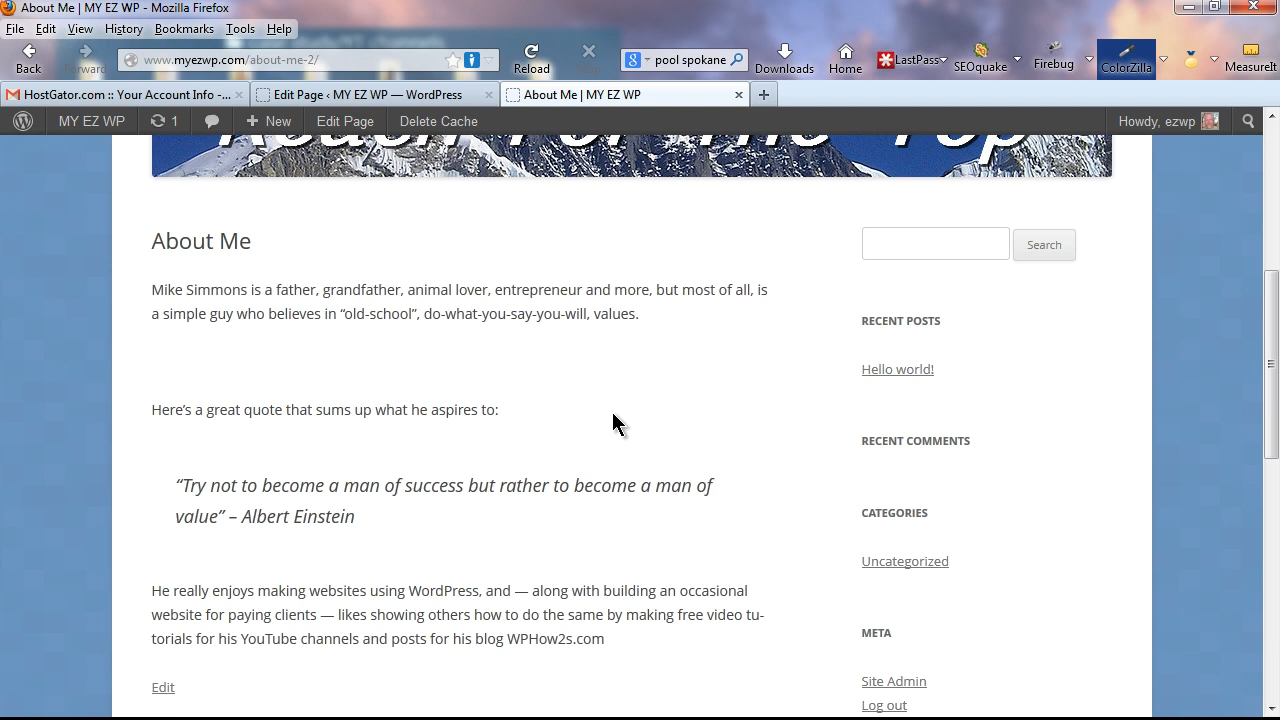 About Me | MY EZ WP - Mozilla Firefox
File Edit View History Bookmarks Tools Help
Back Forward www.myezwp.com/about-me-2/ Reload pool spokane Downloads Home LastPass SEOquake Firebug ColorZilla MeasureIt
HostGator.com :: Your Account Info -... Edit Page ‹ MY EZ WP — WordPress About Me | MY EZ WP
MY EZ WP 1 + New Edit Page Delete Cache Howdy, ezwp
Reach For The Top
About Me
Search
Mike Simmons is a father, grandfather, animal lover, entrepreneur and more, but most of all, is
a simple guy who believes in “old-school”, do-what-you-say-you-will, values.
Here’s a great quote that sums up what he aspires to:
“Try not to become a man of success but rather to become a man of
value” – Albert Einstein
He really enjoys making websites using WordPress, and — along with building an occasional
website for paying clients — likes showing others how to do the same by making free video tu-
torials for his YouTube channels and posts for his blog WPHow2s.com
Edit
RECENT POSTS
Hello world!
RECENT COMMENTS
CATEGORIES
Uncategorized
META
Site Admin
Log out